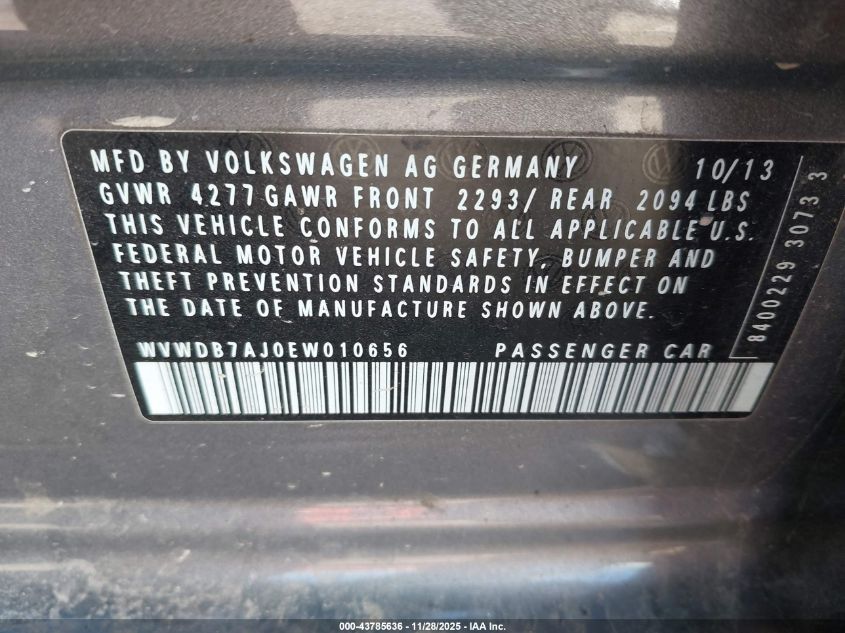 MFD BY VOLKSWAGEN AG GERMANY 10/13
GVWR 4277 GAWR FRONT 2293/ REAR 2094 LBS
THIS VEHICLE CONFORMS TO ALL APPLICABLE U.S.
FEDERAL MOTOR VEHICLE SAFETY, BUMPER AND
THEFT PREVENTION STANDARDS IN EFFECT ON
THE DATE OF MANUFACTURE SHOWN ABOVE.
WVWDB7AJ0EW010656 PASSENGER CAR
8400229 3073 3
000-43785636 - 11/28/2025 - IAA Inc.